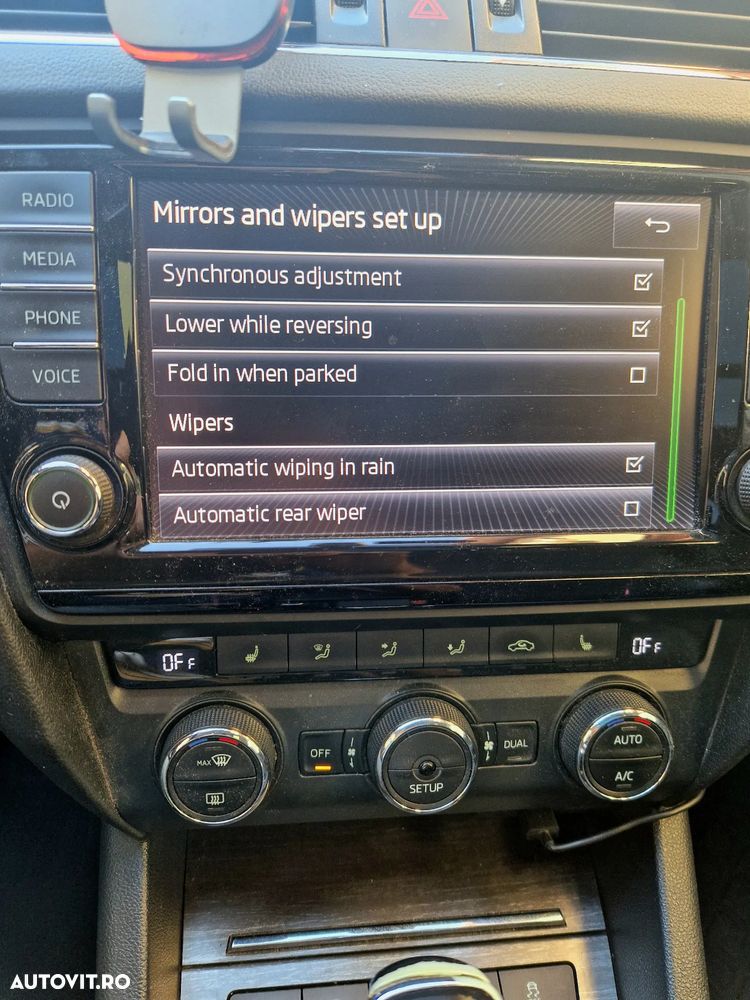 RADIO
MEDIA
PHONE
VOICE
Mirrors and wipers set up
Synchronous adjustment
Lower while reversing
Fold in when parked
Wipers
Automatic wiping in rain
Automatic rear wiper
OFF
OFF
MAX
OFF
SETUP
DUAL
AUTO
A/C
AUTOVIT.RO